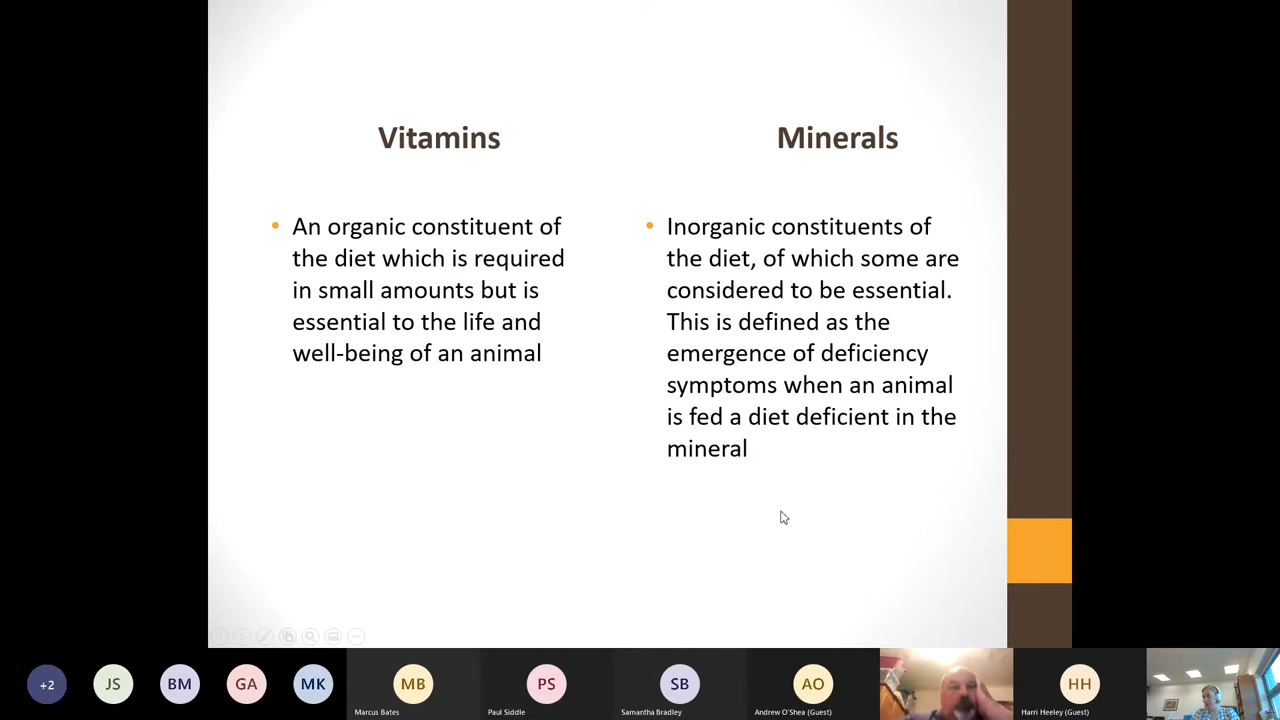 Vitamins
An organic constituent of
the diet which is required
in small amounts but is
essential to the life and
well-being of an animal
Minerals
Inorganic constituents of
the diet, of which some are
considered to be essential.
This is defined as the
emergence of deficiency
symptoms when an animal
is fed a diet deficient in the
mineral
+2
JS
BM
GA
MK
MB
Marcus Bates
PS
Paul Siddle
SB
Samantha Bradley
AO
Andrew O'Shea (Guest)
HH
Harri Heeley (Guest)